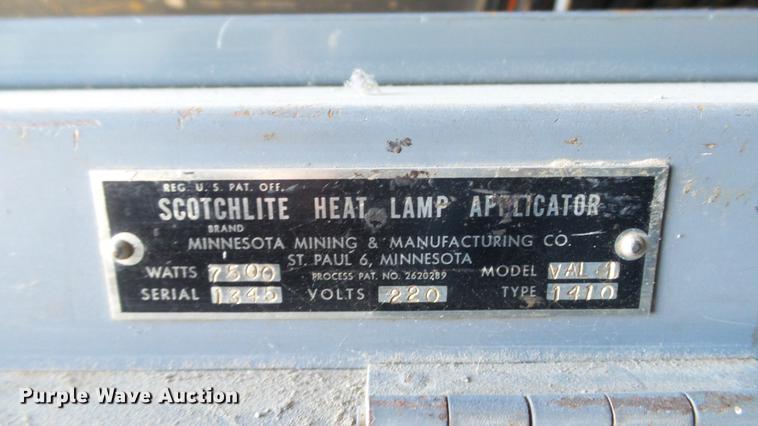 REG. U. S. PAT. OFF.
SCOTCHLITE HEAT LAMP APPLICATOR
BRAND
MINNESOTA MINING & MANUFACTURING CO.
ST. PAUL 6, MINNESOTA
WATTS 7500 PROCESS PAT. NO. 2620289 MODEL VAL-1
SERIAL 1345 VOLTS 220 TYPE 1410
Purple Wave Auction